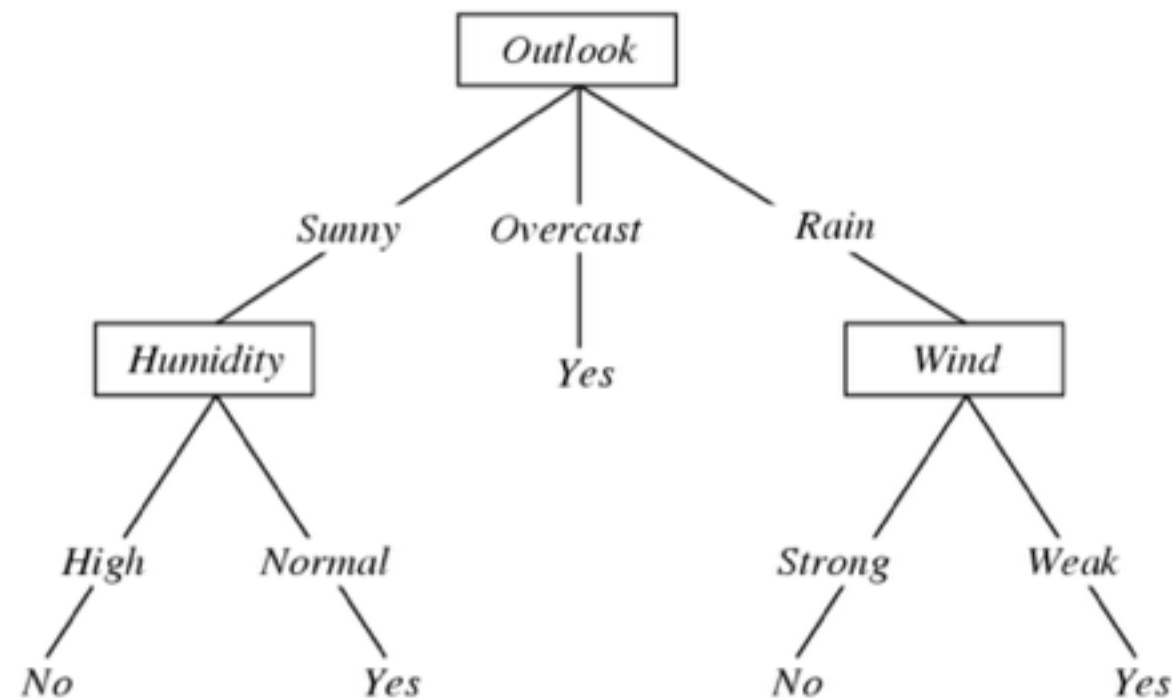 Outlook
Sunny Overcast Rain
Humidity Yes Wind
High Normal Strong Weak
No Yes No Yes